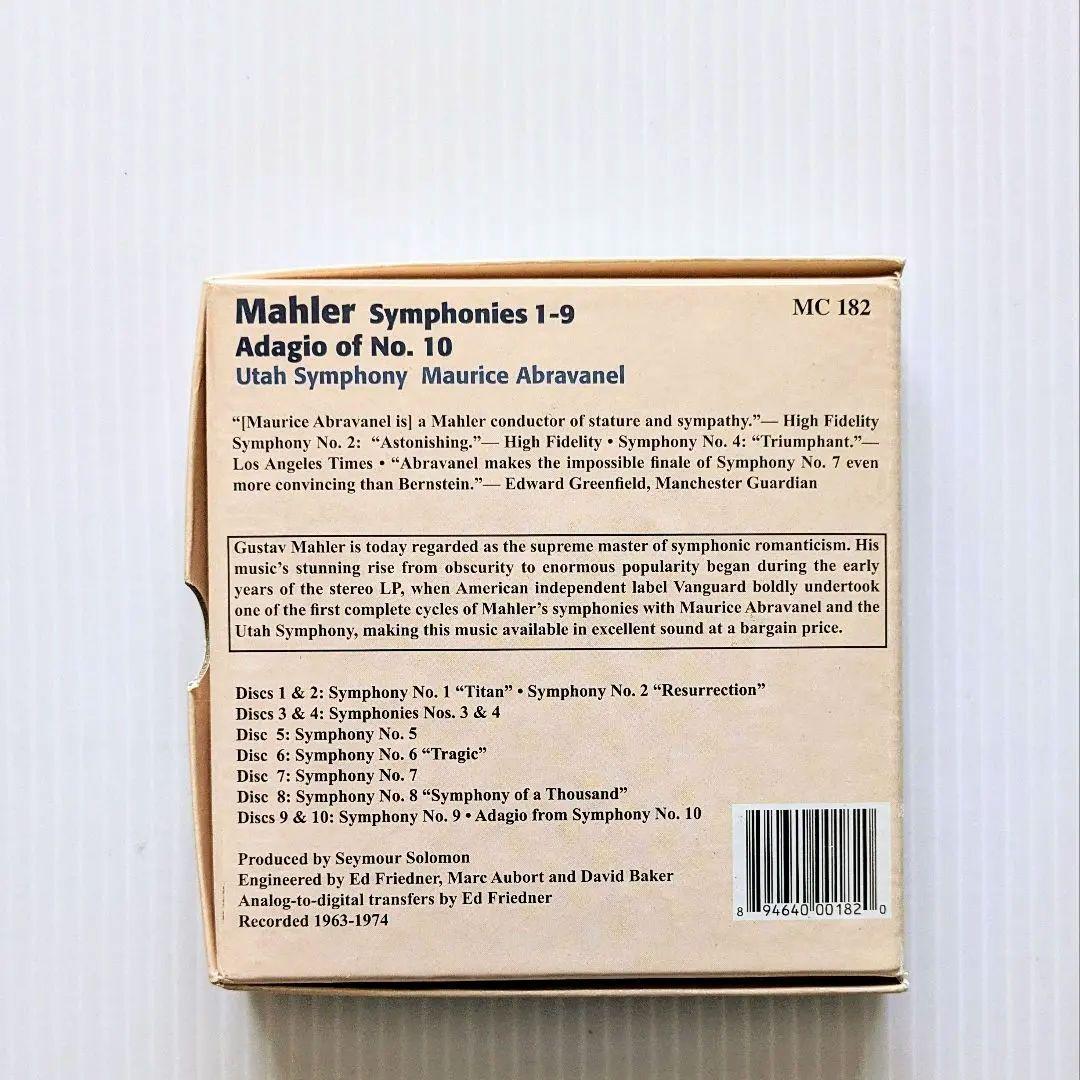 Mahler Symphonies 1-9
MC 182
Adagio of No. 10
Utah Symphony Maurice Abravanel
“[Maurice Abravanel is] a Mahler conductor of stature and sympathy.”— High Fidelity
Symphony No. 2: “Astonishing.”— High Fidelity • Symphony No. 4: “Triumphant.”—
Los Angeles Times • “Abravanel makes the impossible finale of Symphony No. 7 even
more convincing than Bernstein.”— Edward Greenfield, Manchester Guardian
Gustav Mahler is today regarded as the supreme master of symphonic romanticism. His
music’s stunning rise from obscurity to enormous popularity began during the early
years of the stereo LP, when American independent label Vanguard boldly undertook
one of the first complete cycles of Mahler’s symphonies with Maurice Abravanel and the
Utah Symphony, making this music available in excellent sound at a bargain price.
Discs 1 & 2: Symphony No. 1 “Titan” • Symphony No. 2 “Resurrection”
Discs 3 & 4: Symphonies Nos. 3 & 4
Disc 5: Symphony No. 5
Disc 6: Symphony No. 6 “Tragic”
Disc 7: Symphony No. 7
Disc 8: Symphony No. 8 “Symphony of a Thousand”
Discs 9 & 10: Symphony No. 9 • Adagio from Symphony No. 10
Produced by Seymour Solomon
Engineered by Ed Friedner, Marc Aubort and David Baker
Analog-to-digital transfers by Ed Friedner
Recorded 1963-1974
8 94640 00182 0